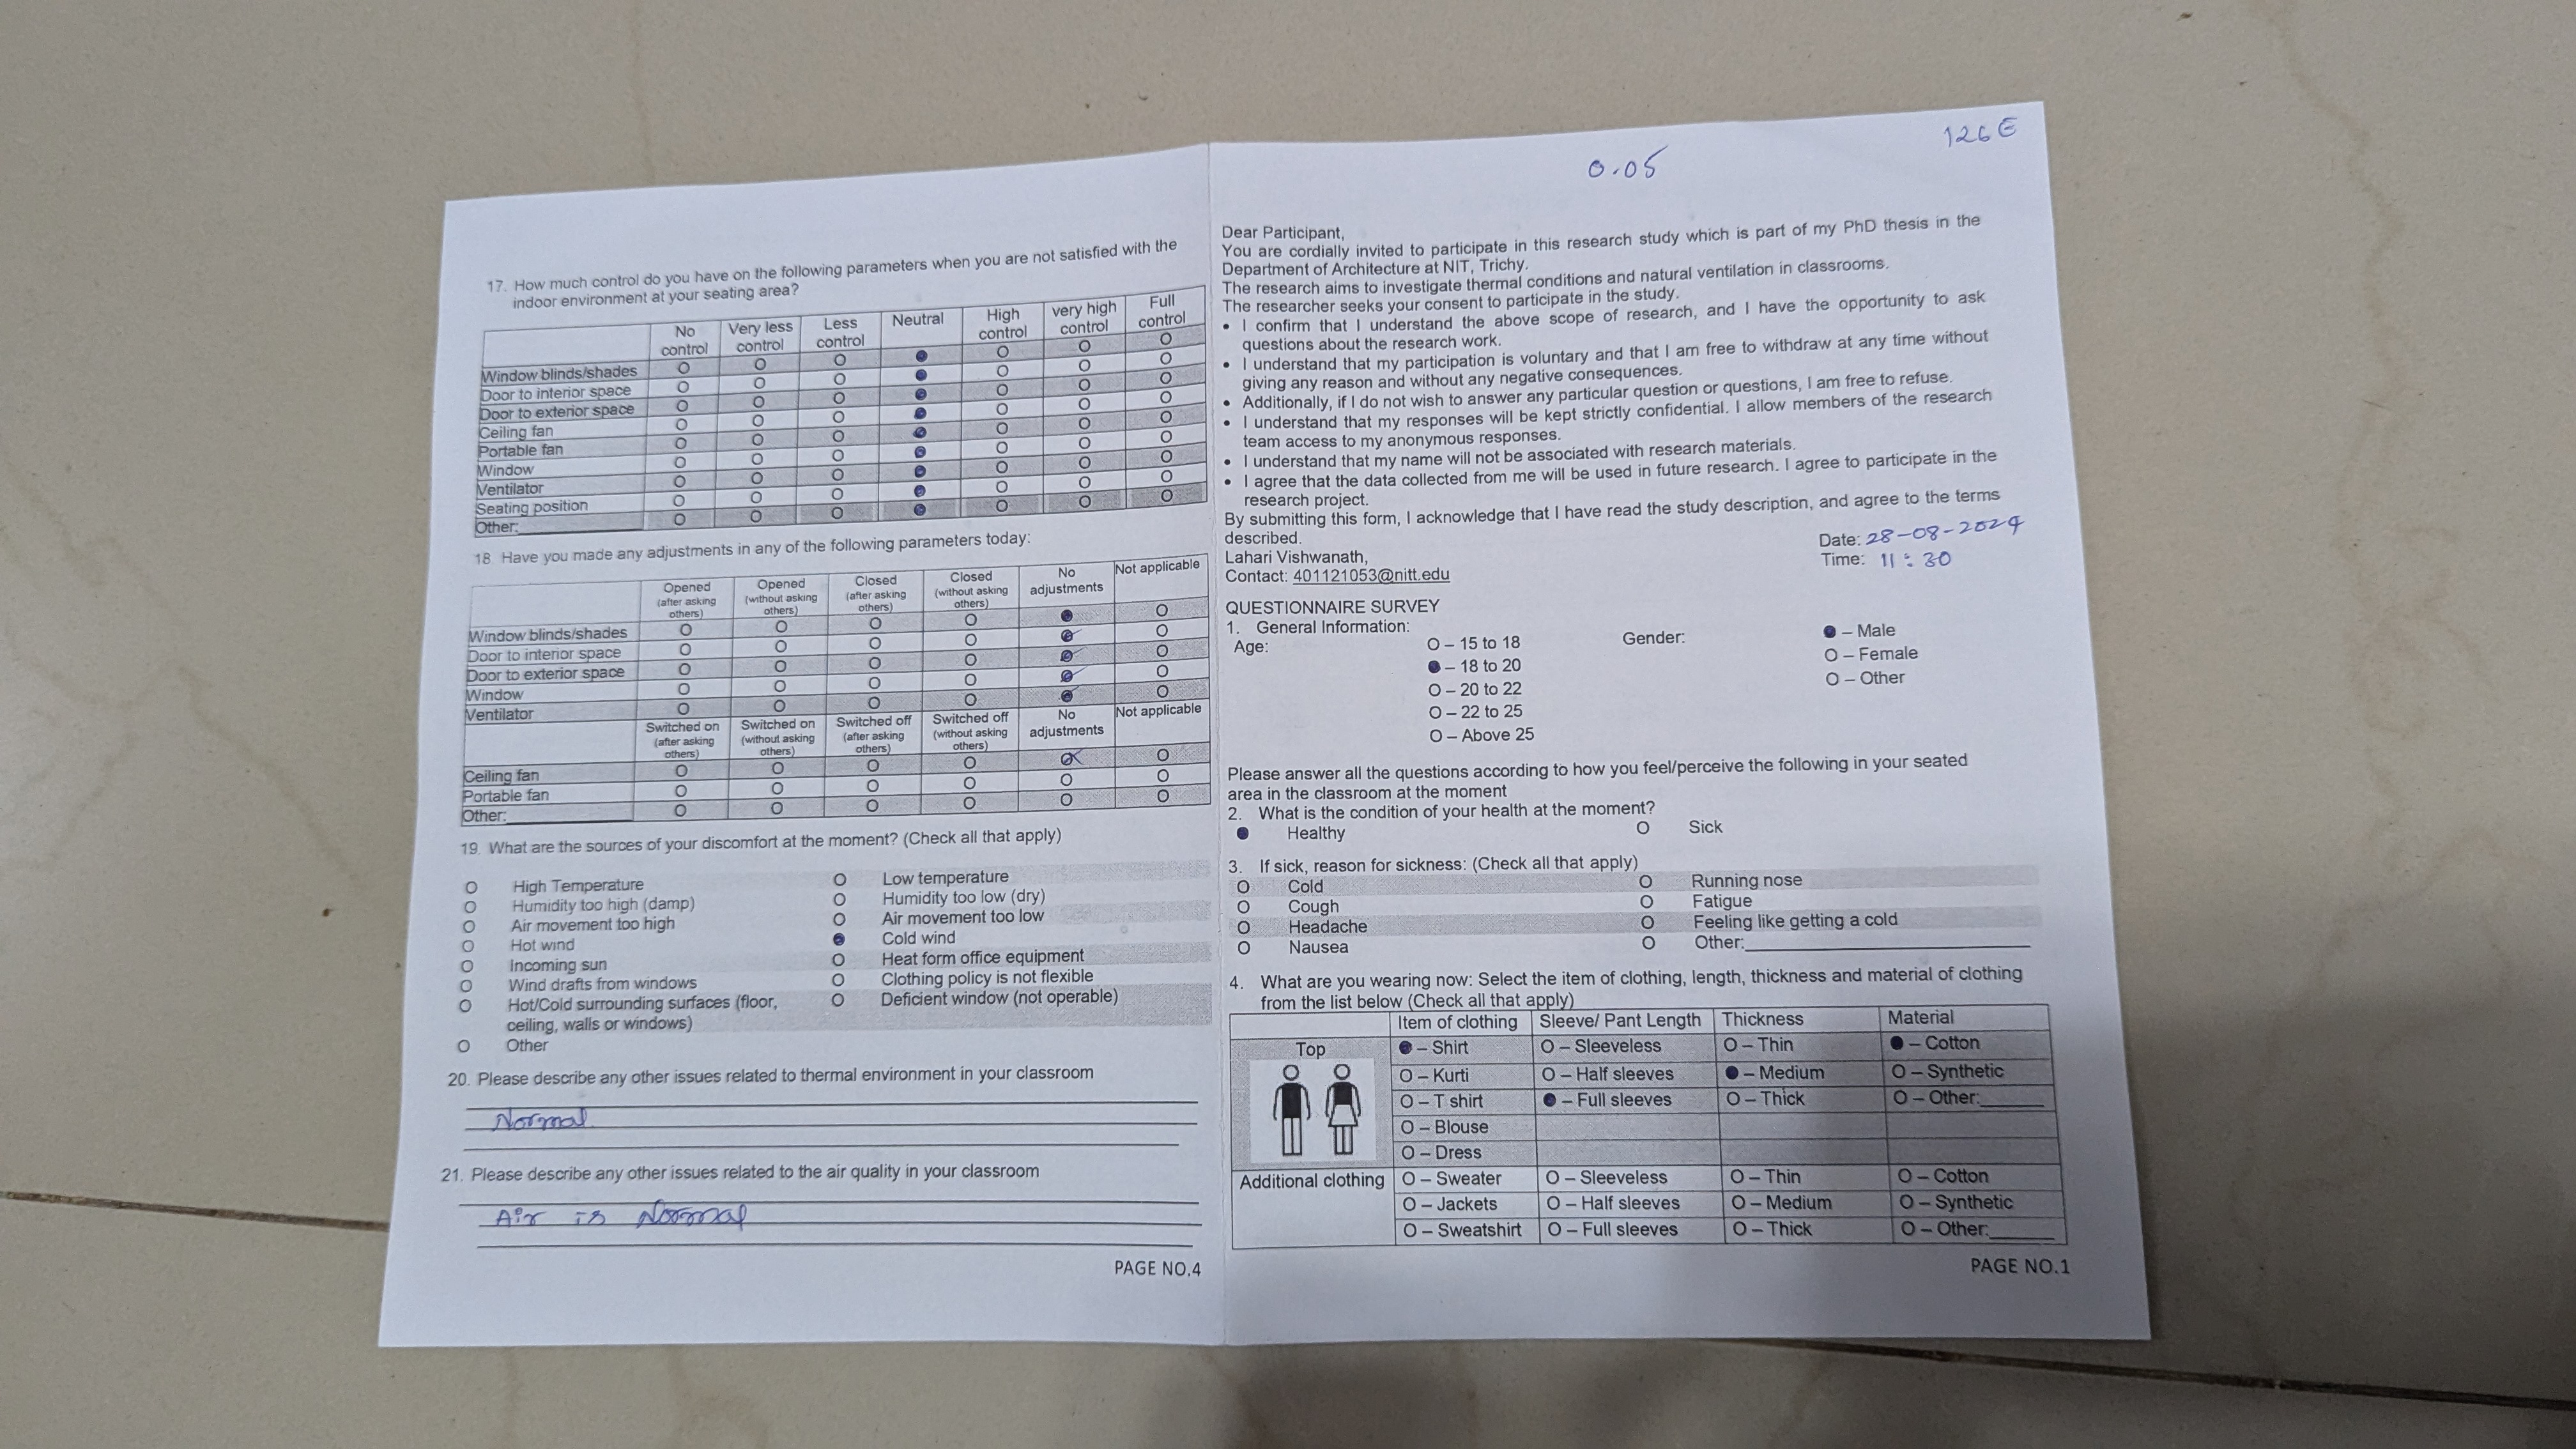 17. How much control do you have on the following parameters when you are not satisfied with the
indoor environment at your seating area?
No control Very less control Less control Neutral High control very high control Full control
Window blinds/shades O O O ● O O O
Door to interior space O O O ● O O O
Door to exterior space O O O ● O O O
Ceiling fan O O O ● O O O
Portable fan O O O ● O O O
Window O O O ● O O O
Ventilator O O O ● O O O
Seating position O O O ● O O O
Other: O O O ● O O O
18. Have you made any adjustments in any of the following parameters today:
Opened (after asking others) Opened (without asking others) Closed (after asking others) Closed (without asking others) No adjustments Not applicable
Window blinds/shades O O O O ● O
Door to interior space O O O O ● O
Door to exterior space O O O O ● O
Window O O O O ● O
Ventilator O O O O ● O
Switched on (after asking others) Switched on (without asking others) Switched off (after asking others) Switched off (without asking others) No adjustments Not applicable
Ceiling fan O O O O ● O
Portable fan O O O O O O
Other: O O O O O O
19. What are the sources of your discomfort at the moment? (Check all that apply)
O High Temperature O Low temperature
O Humidity too high (damp) O Humidity too low (dry)
O Air movement too high O Air movement too low
O Hot wind ● Cold wind
O Incoming sun O Heat form office equipment
O Wind drafts from windows O Clothing policy is not flexible
O Hot/Cold surrounding surfaces (floor, O Deficient window (not operable)
ceiling, walls or windows)
O Other
20. Please describe any other issues related to thermal environment in your classroom
Normal
21. Please describe any other issues related to the air quality in your classroom
Air is Normal
PAGE NO.4
126 E
0.05
Dear Participant,
You are cordially invited to participate in this research study which is part of my PhD thesis in the
Department of Architecture at NIT, Trichy.
The research aims to investigate thermal conditions and natural ventilation in classrooms.
The researcher seeks your consent to participate in the study.
• I confirm that I understand the above scope of research, and I have the opportunity to ask
questions about the research work.
• I understand that my participation is voluntary and that I am free to withdraw at any time without
giving any reason and without any negative consequences.
• Additionally, if I do not wish to answer any particular question or questions, I am free to refuse.
• I understand that my responses will be kept strictly confidential. I allow members of the research
team access to my anonymous responses.
• I understand that my name will not be associated with research materials.
• I agree that the data collected from me will be used in future research. I agree to participate in the
research project.
By submitting this form, I acknowledge that I have read the study description, and agree to the terms
described.
Date: 28-08-2024
Lahari Vishwanath,
Time: 11:30
Contact: 401121053@nitt.edu
QUESTIONNAIRE SURVEY
1. General Information:
Age: O – 15 to 18 Gender: ● – Male
● – 18 to 20 O – Female
O – 20 to 22 O – Other
O – 22 to 25
O – Above 25
Please answer all the questions according to how you feel/perceive the following in your seated
area in the classroom at the moment
2. What is the condition of your health at the moment?
● Healthy O Sick
3. If sick, reason for sickness: (Check all that apply)
O Cold O Running nose
O Cough O Fatigue
O Headache O Feeling like getting a cold
O Nausea O Other:
4. What are you wearing now: Select the item of clothing, length, thickness and material of clothing
from the list below (Check all that apply)
Item of clothing Sleeve/ Pant Length Thickness Material
Top ● – Shirt O – Sleeveless O – Thin ● – Cotton
O – Kurti O – Half sleeves ● – Medium O – Synthetic
O – T shirt ● – Full sleeves O – Thick O – Other:
O – Blouse
O – Dress
Additional clothing O – Sweater O – Sleeveless O – Thin O – Cotton
O – Jackets O – Half sleeves O – Medium O – Synthetic
O – Sweatshirt O – Full sleeves O – Thick O – Other:
PAGE NO.1